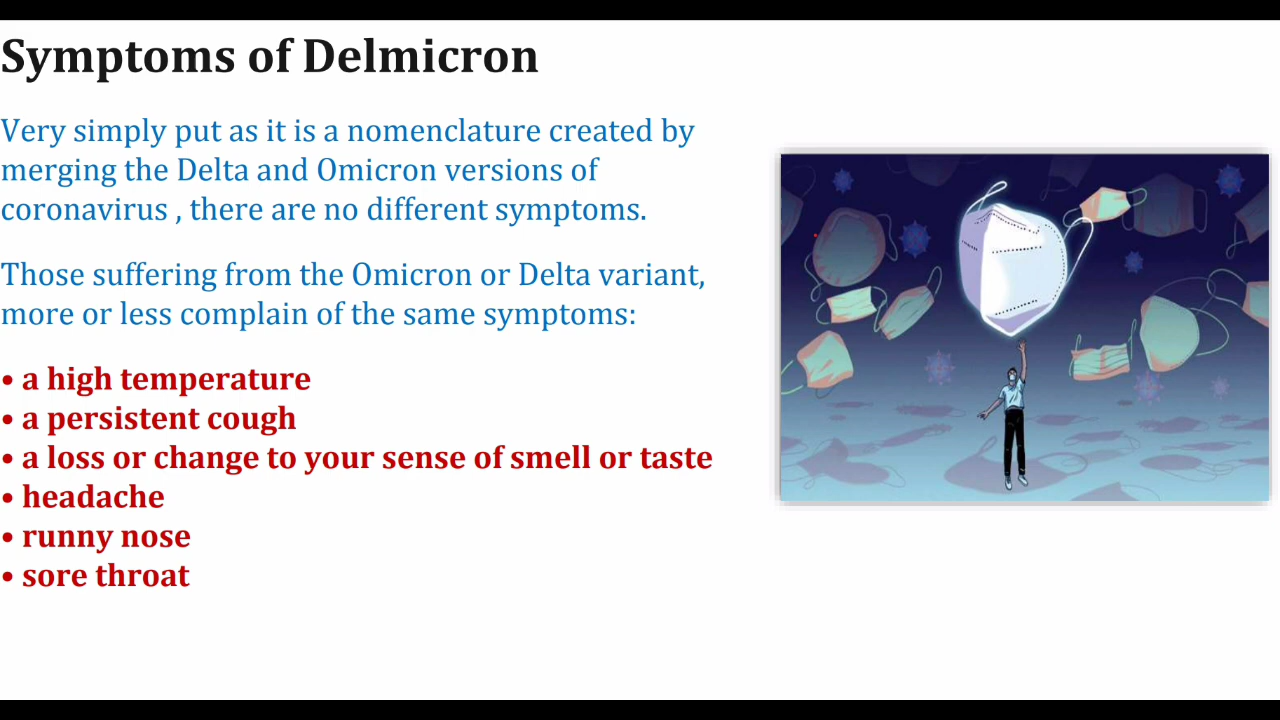 Symptoms of Delmicron
Very simply put as it is a nomenclature created by
merging the Delta and Omicron versions of
coronavirus , there are no different symptoms.
Those suffering from the Omicron or Delta variant,
more or less complain of the same symptoms:
• a high temperature
• a persistent cough
• a loss or change to your sense of smell or taste
• headache
• runny nose
• sore throat